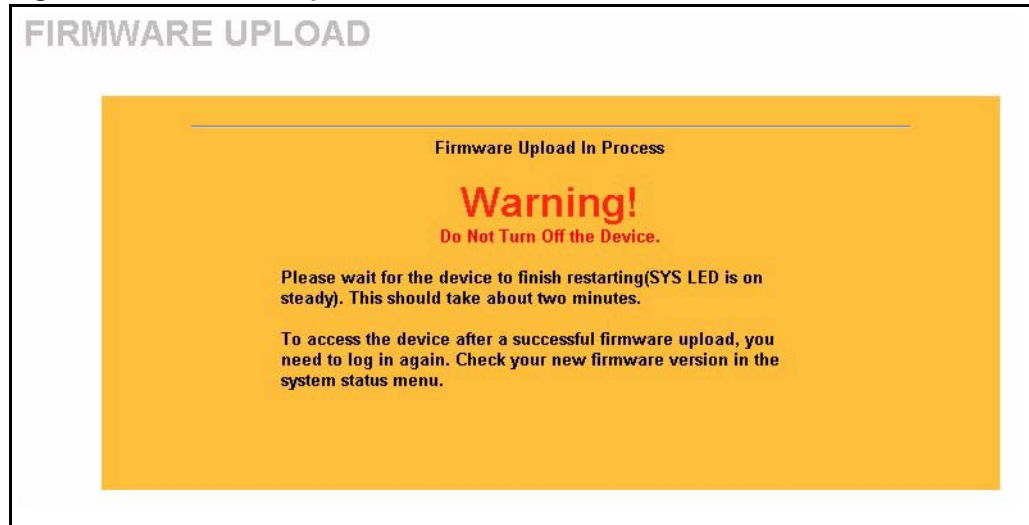 FIRMWARE UPLOAD
Firmware Upload In Process
Warning!
Do Not Turn Off the Device.
Please wait for the device to finish restarting(SYS LED is on
steady). This should take about two minutes.
To access the device after a successful firmware upload, you
need to log in again. Check your new firmware version in the
system status menu.